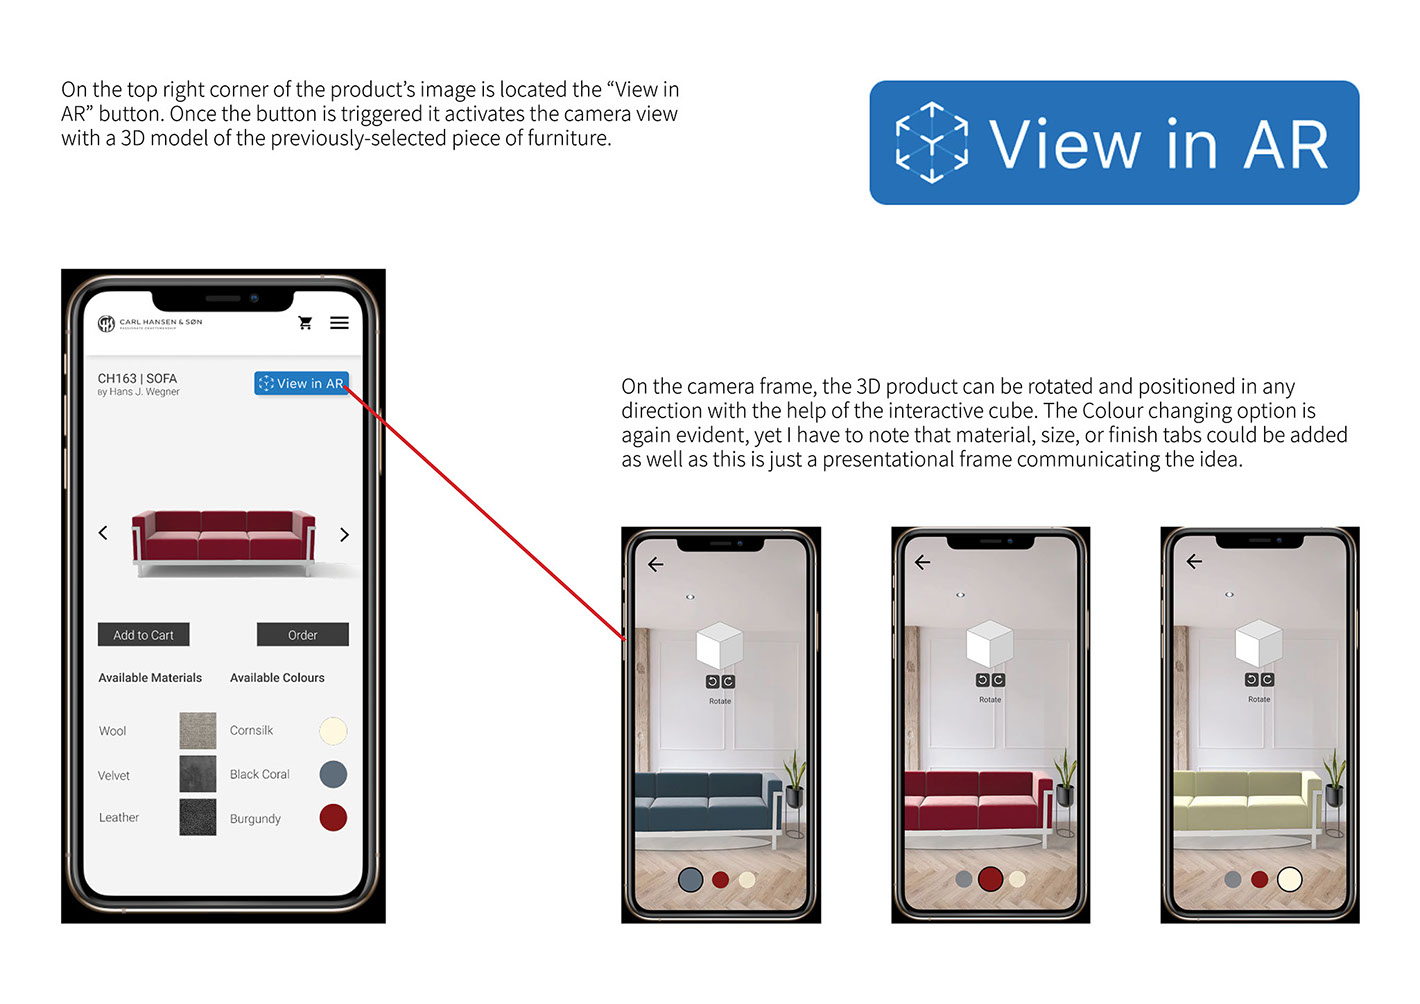 On the top right corner of the product’s image is located the “View in
AR” button. Once the button is triggered it activates the camera view
with a 3D model of the previously-selected piece of furniture.
View in AR
CARL HANSEN & SØN
PASSIONATE CRAFTSMANSHIP
CH163 | SOFA
By Hans J. Wegner
View in AR
Add to Cart
Order
Available Materials
Available Colours
Wool
Cornsilk
Velvet
Black Coral
Leather
Burgundy
On the camera frame, the 3D product can be rotated and positioned in any
direction with the help of the interactive cube. The Colour changing option is
again evident, yet I have to note that material, size, or finish tabs could be added
as well as this is just a presentational frame communicating the idea.
Rotate
Rotate
Rotate